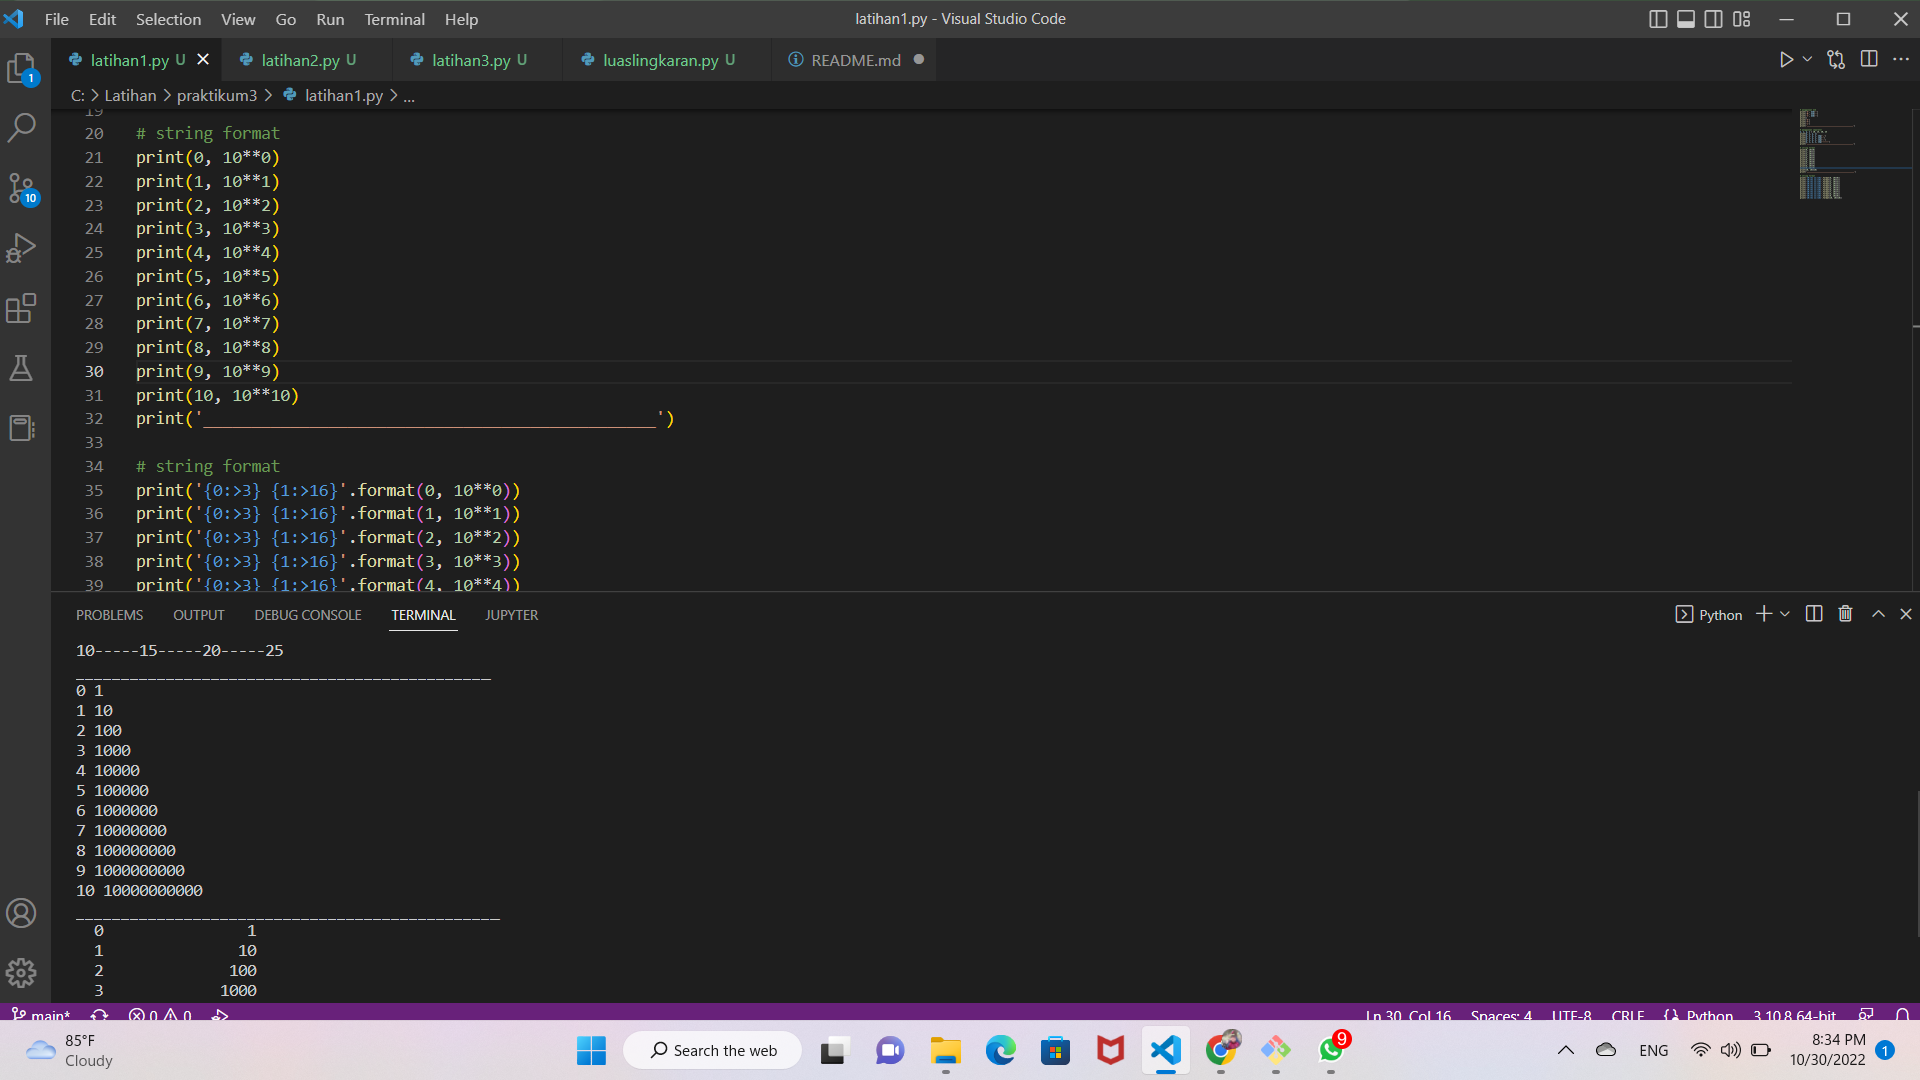 File Edit Selection View Go Run Terminal Help
latihan1.py - Visual Studio Code
latihan1.py U
latihan2.py U
latihan3.py U
luaslingkaran.py U
README.md
C: > Latihan > praktikum3 > latihan1.py > ...
1
10
19
20 # string format
21 print(0, 10**0)
22 print(1, 10**1)
23 print(2, 10**2)
24 print(3, 10**3)
25 print(4, 10**4)
26 print(5, 10**5)
27 print(6, 10**6)
28 print(7, 10**7)
29 print(8, 10**8)
30 print(9, 10**9)
31 print(10, 10**10)
32 print('_______________________________________________')
33
34 # string format
35 print('{0:>3} {1:>16}'.format(0, 10**0))
36 print('{0:>3} {1:>16}'.format(1, 10**1))
37 print('{0:>3} {1:>16}'.format(2, 10**2))
38 print('{0:>3} {1:>16}'.format(3, 10**3))
39 print('{0:>3} {1:>16}'.format(4, 10**4))
PROBLEMS OUTPUT DEBUG CONSOLE TERMINAL JUPYTER
Python
10-----15-----20-----25
______________________________________________
0 1
1 10
2 100
3 1000
4 10000
5 100000
6 1000000
7 10000000
8 100000000
9 1000000000
10 10000000000
_______________________________________________
  0                1
  1               10
  2              100
  3             1000
main* 0 0
Ln 30, Col 16 Spaces: 4 UTF-8 CRLF {} Python 3.10.8 64-bit
85°F
Cloudy
Search the web
9
ENG
8:34 PM
10/30/2022
1